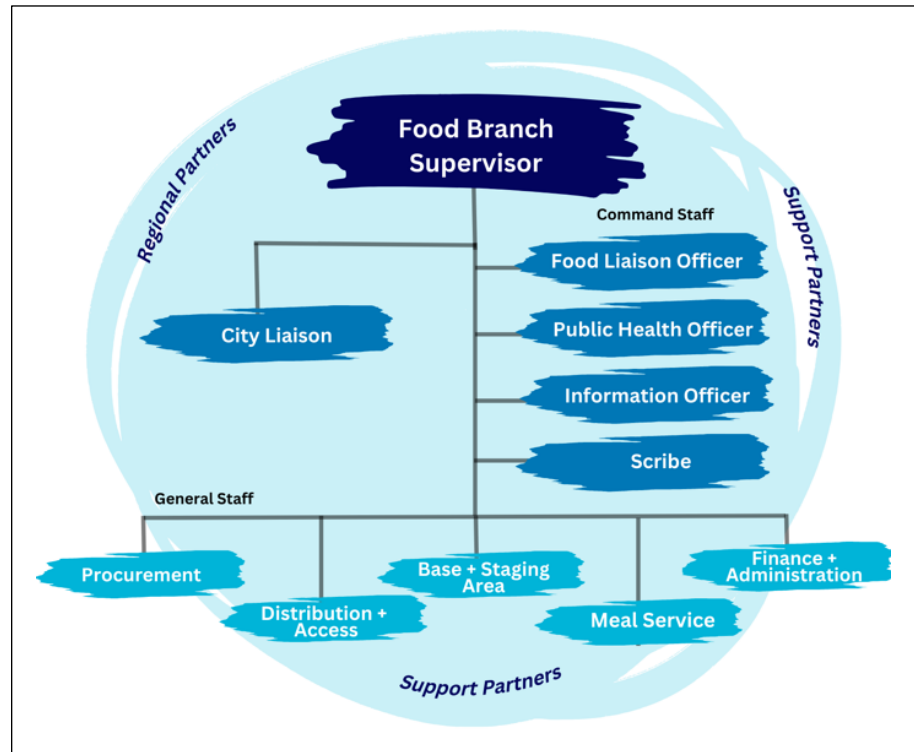 Food Branch
Supervisor
Regional Partners
Support Partners
Command Staff
Food Liaison Officer
City Liaison
Public Health Officer
Information Officer
Scribe
General Staff
Procurement
Distribution +
Access
Base + Staging
Area
Meal Service
Finance +
Administration
Support Partners